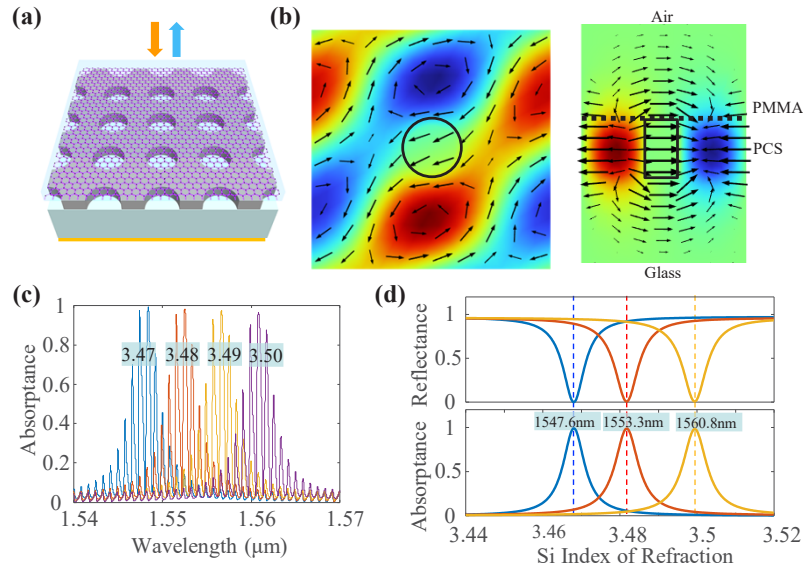 (a)
(b)
Air
PMMA
PCS
Glass
(c)
Absorptance
1
0.8
0.6
0.4
0.2
0
3.47
3.48
3.49
3.50
1.54
1.55
1.56
1.57
Wavelength (μm)
(d)
Reflectance
1
0.5
0
Absorptance
1
0.5
0
1547.6nm
1553.3nm
1560.8nm
3.44
3.46
3.48
3.5
3.52
Si Index of Refraction